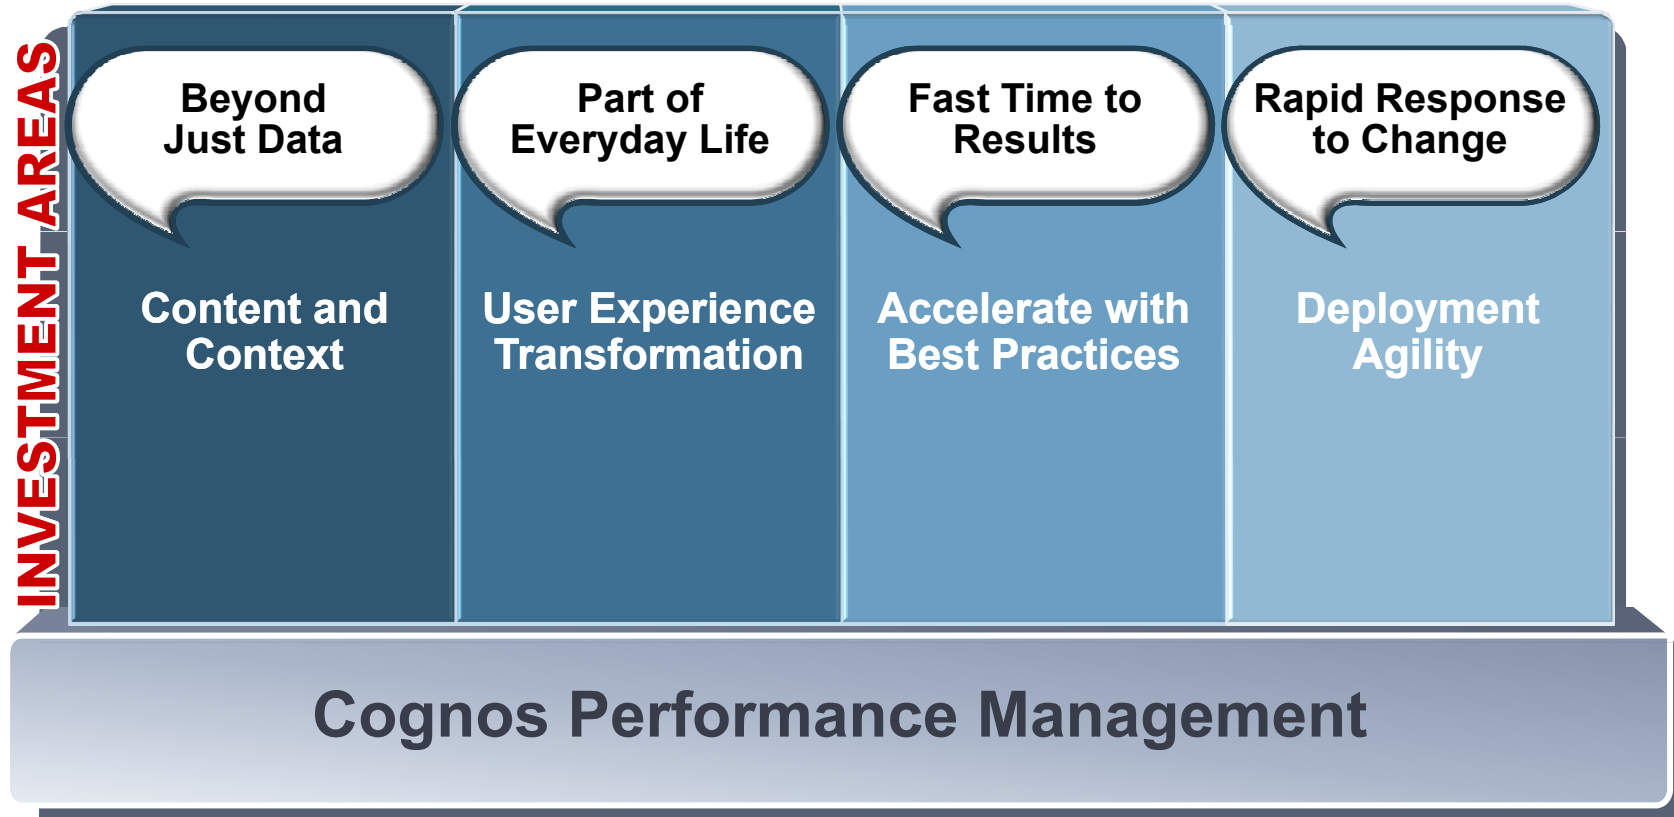 INVESTMENT AREAS
Beyond
Just Data
Part of
Everyday Life
Fast Time to
Results
Rapid Response
to Change
Content and
Context
User Experience
Transformation
Accelerate with
Best Practices
Deployment
Agility
Cognos Performance Management